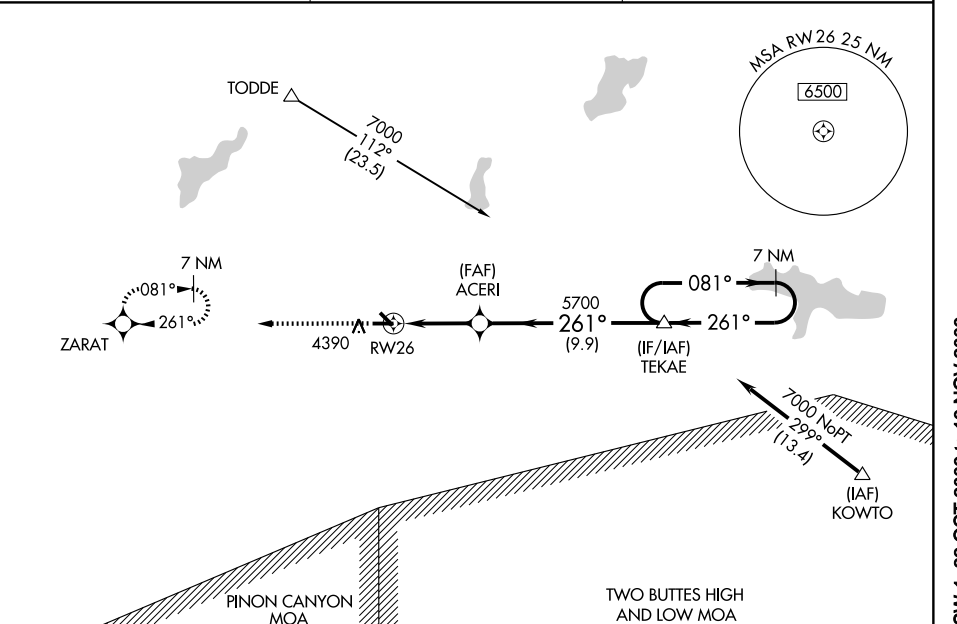 MSA RW26 25 NM
6500
TODDE
7000
112°
(23.5)
7 NM
081°
261°
ZARAT
4390
RW26
(FAF)
ACERI
5700
261°
(9.9)
7 NM
081°
261°
(IF/IAF)
TEKAE
7000 NoPT
299°
(13.4)
(IAF)
KOWTO
PINON CANYON
MOA
TWO BUTTES HIGH
AND LOW MOA